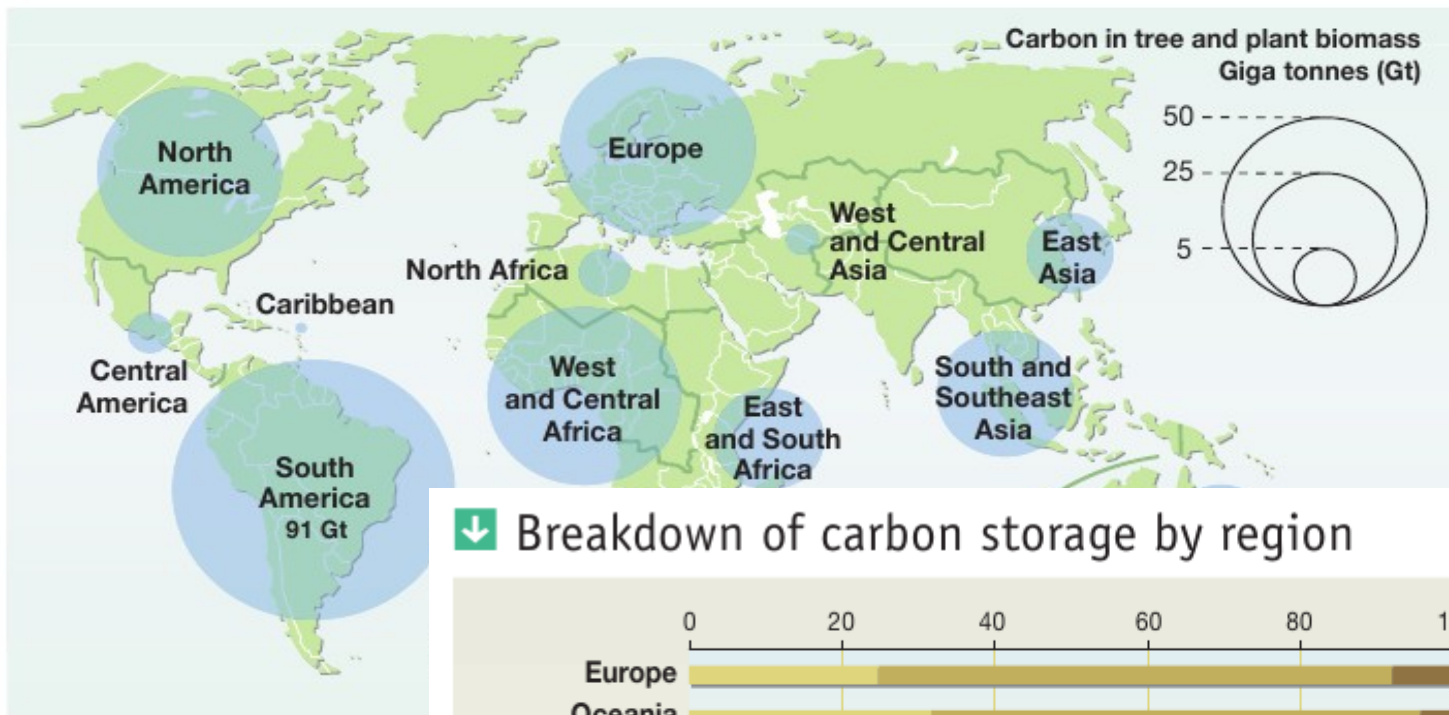 Carbon in tree and plant biomass
Giga tonnes (Gt)
50
25
5
North
America
Europe
West
and Central
Asia
East
Asia
North Africa
Caribbean
Central
America
West
and Central
Africa
South and
Southeast
Asia
East
and South
Africa
South
America
91 Gt
Breakdown of carbon storage by region
0 20 40 60 80
Europe
Oceania